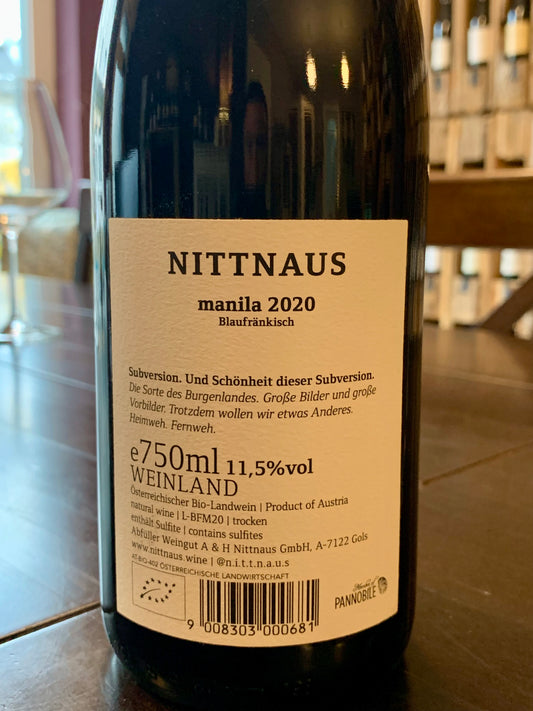 NITTNAUS
manila 2020
Blaufränkisch
Subversion. Und Schönheit dieser Subversion.
Die Sorte des Burgenlandes. Große Bilder und große
Vorbilder. Trotzdem wollen wir etwas Anderes.
Heimweh. Fernweh.
e750ml 11,5%vol
WEINLAND
Österreichischer Bio-Landwein | Product of Austria
natural wine | L-BFM20 | trocken
enthält Sulfite | contains sulfites
Abfüller Weingut A & H Nittnaus GmbH, A-7122 Gols
www.nittnaus.wine | @n.i.t.t.n.a.u.s
AT-BIO-402 ÖSTERREICHISCHE LANDWIRTSCHAFT
Member of
PANNOBILE
9 008303 000681